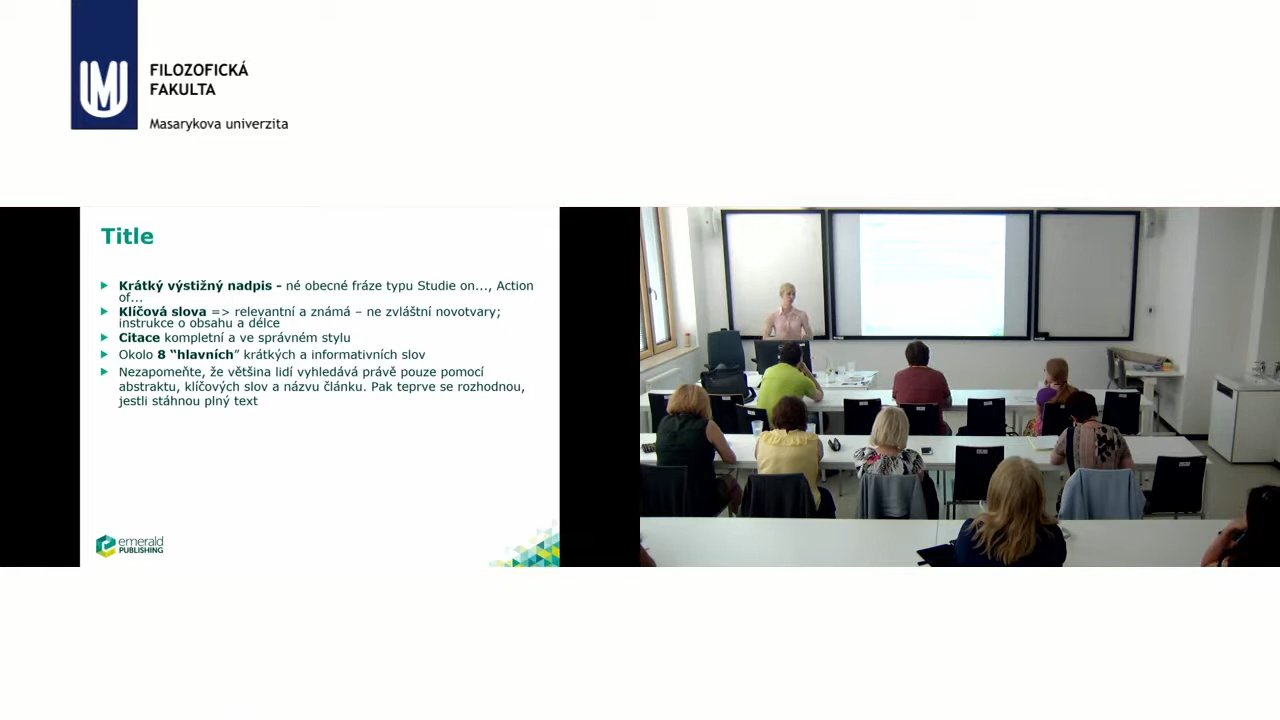 FILOZOFICKÁ
FAKULTA
Masarykova univerzita
Title
Krátký výstižný nadpis - né obecné fráze typu Studie on..., Action
of...
Klíčová slova => relevantní a známá – ne zvláštní novotvary;
instrukce o obsahu a délce
Citace kompletní a ve správném stylu
Okolo 8 “hlavních” krátkých a informativních slov
Nezapomeňte, že většina lidí vyhledává právě pouze pomocí
abstraktu, klíčových slov a názvu článku. Pak teprve se rozhodnou,
jestli stáhnou plný text
emerald
PUBLISHING